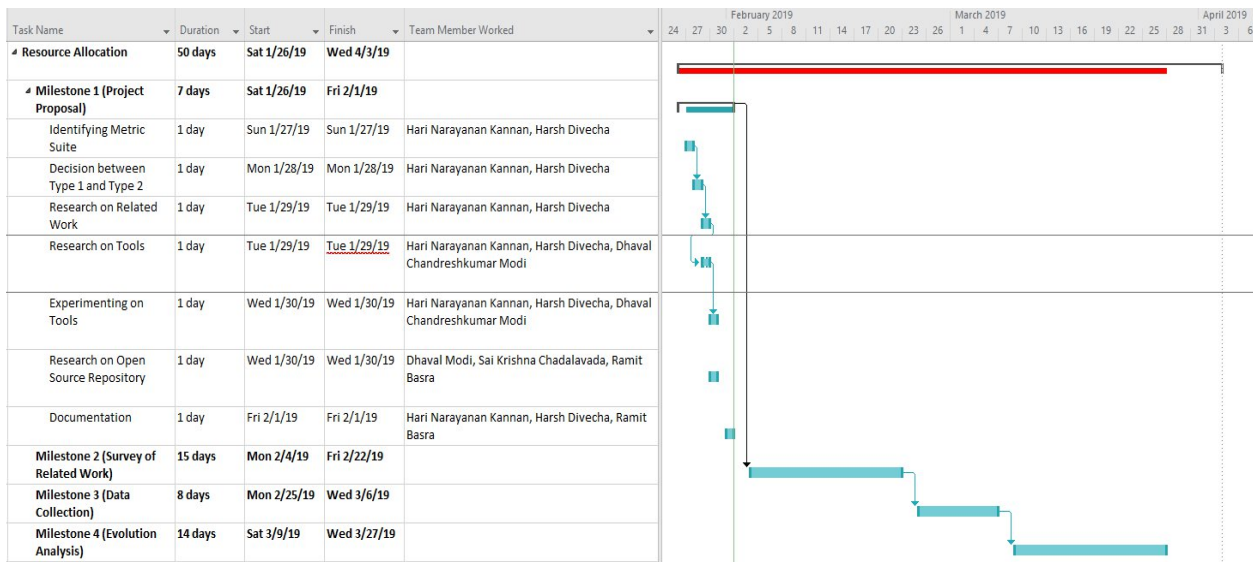 February 2019 March 2019 April 2019
Task Name Duration Start Finish Team Member Worked 24 27 30 2 5 8 11 14 17 20 23 26 1 4 7 10 13 16 19 22 25 28 31 3 6
Resource Allocation 50 days Sat 1/26/19 Wed 4/3/19
Milestone 1 (Project 7 days Sat 1/26/19 Fri 2/1/19
Proposal)
Identifying Metric 1 day Sun 1/27/19 Sun 1/27/19 Hari Narayanan Kannan, Harsh Divecha
Suite
Decision between 1 day Mon 1/28/19 Mon 1/28/19 Hari Narayanan Kannan, Harsh Divecha
Type 1 and Type 2
Research on Related 1 day Tue 1/29/19 Tue 1/29/19 Hari Narayanan Kannan, Harsh Divecha
Work
Research on Tools 1 day Tue 1/29/19 Tue 1/29/19 Hari Narayanan Kannan, Harsh Divecha, Dhaval
Chandreshkumar Modi
Experimenting on 1 day Wed 1/30/19 Wed 1/30/19 Hari Narayanan Kannan, Harsh Divecha, Dhaval
Tools Chandreshkumar Modi
Research on Open 1 day Wed 1/30/19 Wed 1/30/19 Dhaval Modi, Sai Krishna Chadalavada, Ramit
Source Repository Basra
Documentation 1 day Fri 2/1/19 Fri 2/1/19 Hari Narayanan Kannan, Harsh Divecha, Ramit
Basra
Milestone 2 (Survey of 15 days Mon 2/4/19 Fri 2/22/19
Related Work)
Milestone 3 (Data 8 days Mon 2/25/19 Wed 3/6/19
Collection)
Milestone 4 (Evolution 14 days Sat 3/9/19 Wed 3/27/19
Analysis)